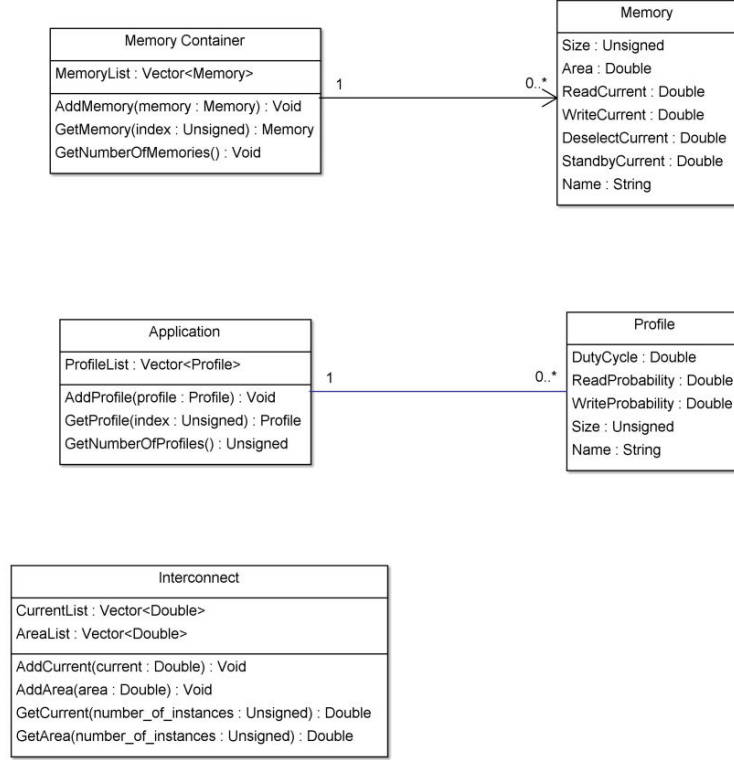 Memory Container
MemoryList : Vector<Memory>
AddMemory(memory : Memory) : Void
GetMemory(index : Unsigned) : Memory
GetNumberOfMemories() : Void
1
0..*
Memory
Size : Unsigned
Area : Double
ReadCurrent : Double
WriteCurrent : Double
DeselectCurrent : Double
StandbyCurrent : Double
Name : String
Application
ProfileList : Vector<Profile>
AddProfile(profile : Profile) : Void
GetProfile(index : Unsigned) : Profile
GetNumberOfProfiles() : Unsigned
1
0..*
Profile
DutyCycle : Double
ReadProbability : Double
WriteProbability : Double
Size : Unsigned
Name : String
Interconnect
CurrentList : Vector<Double>
AreaList : Vector<Double>
AddCurrent(current : Double) : Void
AddArea(area : Double) : Void
GetCurrent(number_of_instances : Unsigned) : Double
GetArea(number_of_instances : Unsigned) : Double